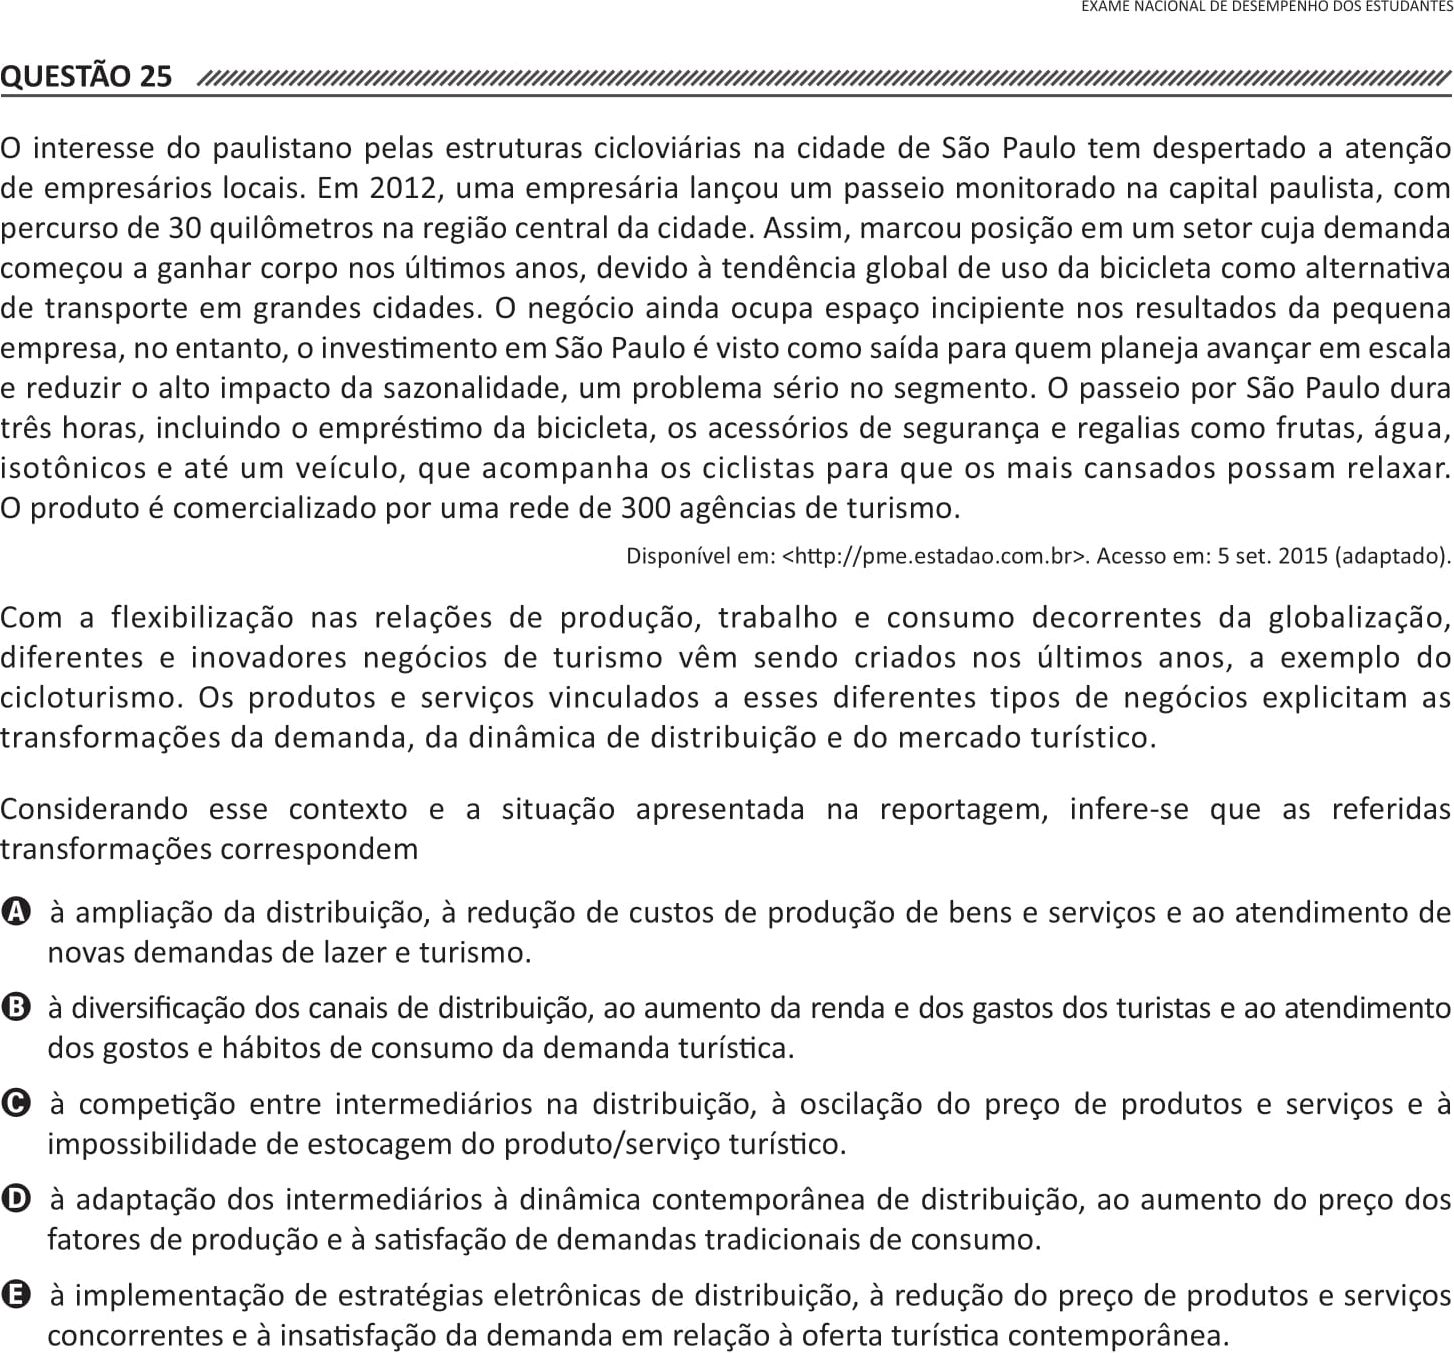 EXAME NACIONAL DE DESEMPENHO DOS ESTUDANTES
QUESTÃO 25
O interesse do paulistano pelas estruturas cicloviárias na cidade de São Paulo tem despertado a atenção
de empresários locais. Em 2012, uma empresária lançou um passeio monitorado na capital paulista, com
percurso de 30 quilômetros na região central da cidade. Assim, marcou posição em um setor cuja demanda
começou a ganhar corpo nos últimos anos, devido à tendência global de uso da bicicleta como alternativa
de transporte em grandes cidades. O negócio ainda ocupa espaço incipiente nos resultados da pequena
empresa, no entanto, o investimento em São Paulo é visto como saída para quem planeja avançar em escala
e reduzir o alto impacto da sazonalidade, um problema sério no segmento. O passeio por São Paulo dura
três horas, incluindo o empréstimo da bicicleta, os acessórios de segurança e regalias como frutas, água,
isotônicos e até um veículo, que acompanha os ciclistas para que os mais cansados possam relaxar.
O produto é comercializado por uma rede de 300 agências de turismo.
Disponível em: <http://pme.estadao.com.br>. Acesso em: 5 set. 2015 (adaptado).
Com a flexibilização nas relações de produção, trabalho e consumo decorrentes da globalização,
diferentes e inovadores negócios de turismo vêm sendo criados nos últimos anos, a exemplo do
cicloturismo. Os produtos e serviços vinculados a esses diferentes tipos de negócios explicitam as
transformações da demanda, da dinâmica de distribuição e do mercado turístico.
Considerando esse contexto e a situação apresentada na reportagem, infere-se que as referidas
transformações correspondem
A à ampliação da distribuição, à redução de custos de produção de bens e serviços e ao atendimento de
novas demandas de lazer e turismo.
B à diversificação dos canais de distribuição, ao aumento da renda e dos gastos dos turistas e ao atendimento
dos gostos e hábitos de consumo da demanda turística.
C à competição entre intermediários na distribuição, à oscilação do preço de produtos e serviços e à
impossibilidade de estocagem do produto/serviço turístico.
D à adaptação dos intermediários à dinâmica contemporânea de distribuição, ao aumento do preço dos
fatores de produção e à satisfação de demandas tradicionais de consumo.
E à implementação de estratégias eletrônicas de distribuição, à redução do preço de produtos e serviços
concorrentes e à insatisfação da demanda em relação à oferta turística contemporânea.